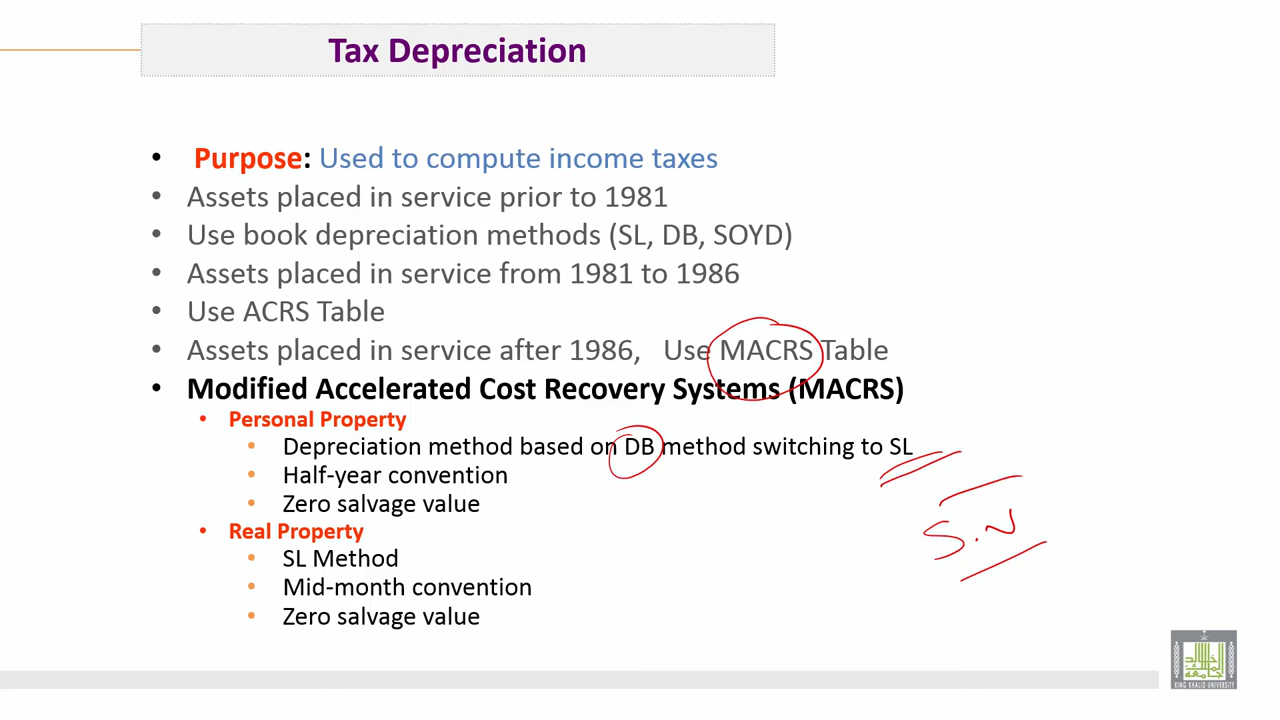 Tax Depreciation
• Purpose: Used to compute income taxes
• Assets placed in service prior to 1981
• Use book depreciation methods (SL, DB, SOYD)
• Assets placed in service from 1981 to 1986
• Use ACRS Table
• Assets placed in service after 1986, Use MACRS Table
• Modified Accelerated Cost Recovery Systems (MACRS)
• Personal Property
• Depreciation method based on DB method switching to SL
• Half-year convention
• Zero salvage value
• Real Property
• SL Method
• Mid-month convention
• Zero salvage value
KING KHALID UNIVERSITY